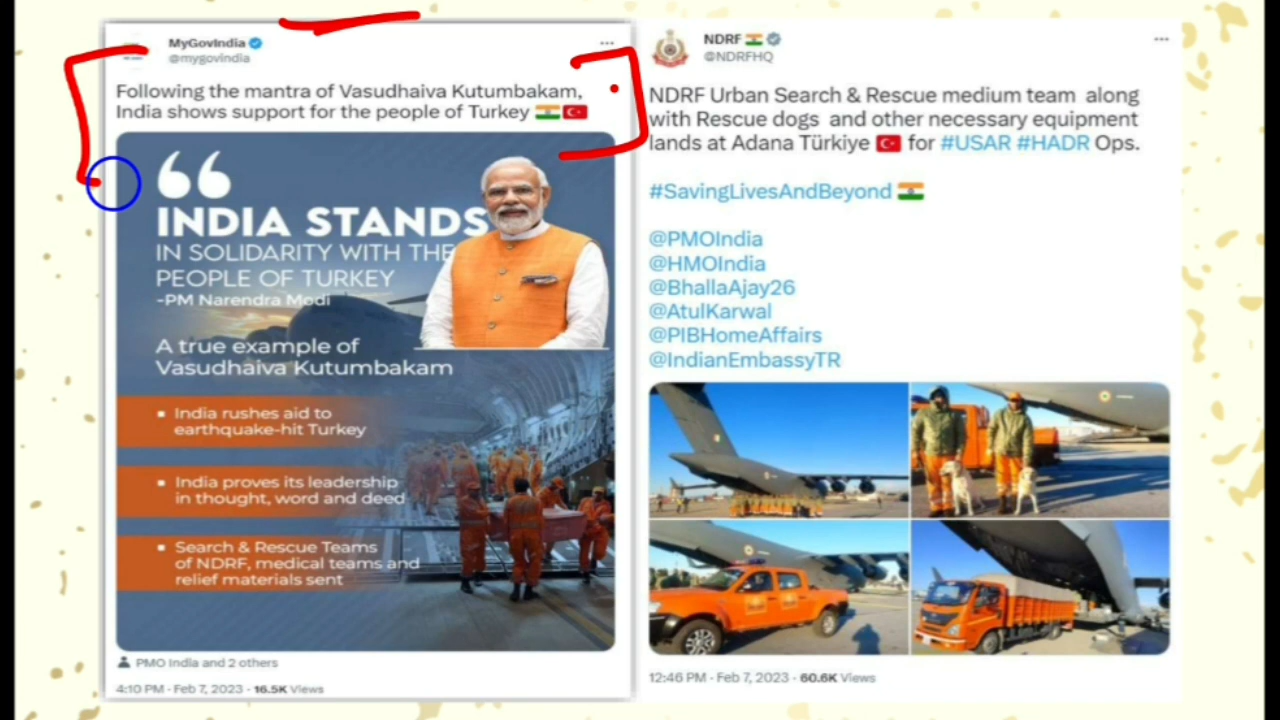 MyGovIndia
@mygovindia
Following the mantra of Vasudhaiva Kutumbakam,
India shows support for the people of Turkey
INDIA STANDS
IN SOLIDARITY WITH THE
PEOPLE OF TURKEY
-PM Narendra Modi
A true example of
Vasudhaiva Kutumbakam
▪ India rushes aid to
earthquake-hit Turkey
▪ India proves its leadership
in thought, word and deed
▪ Search & Rescue Teams
of NDRF, medical teams and
relief materials sent
PMO India and 2 others
4:10 PM · Feb 7, 2023 · 16.5K Views
NDRF
@NDRFHQ
NDRF Urban Search & Rescue medium team along
with Rescue dogs and other necessary equipment
lands at Adana Türkiye for #USAR #HADR Ops.
#SavingLivesAndBeyond
@PMOIndia
@HMOIndia
@BhallaAjay26
@AtulKarwal
@PIBHomeAffairs
@IndianEmbassyTR
12:46 PM · Feb 7, 2023 · 60.6K Views